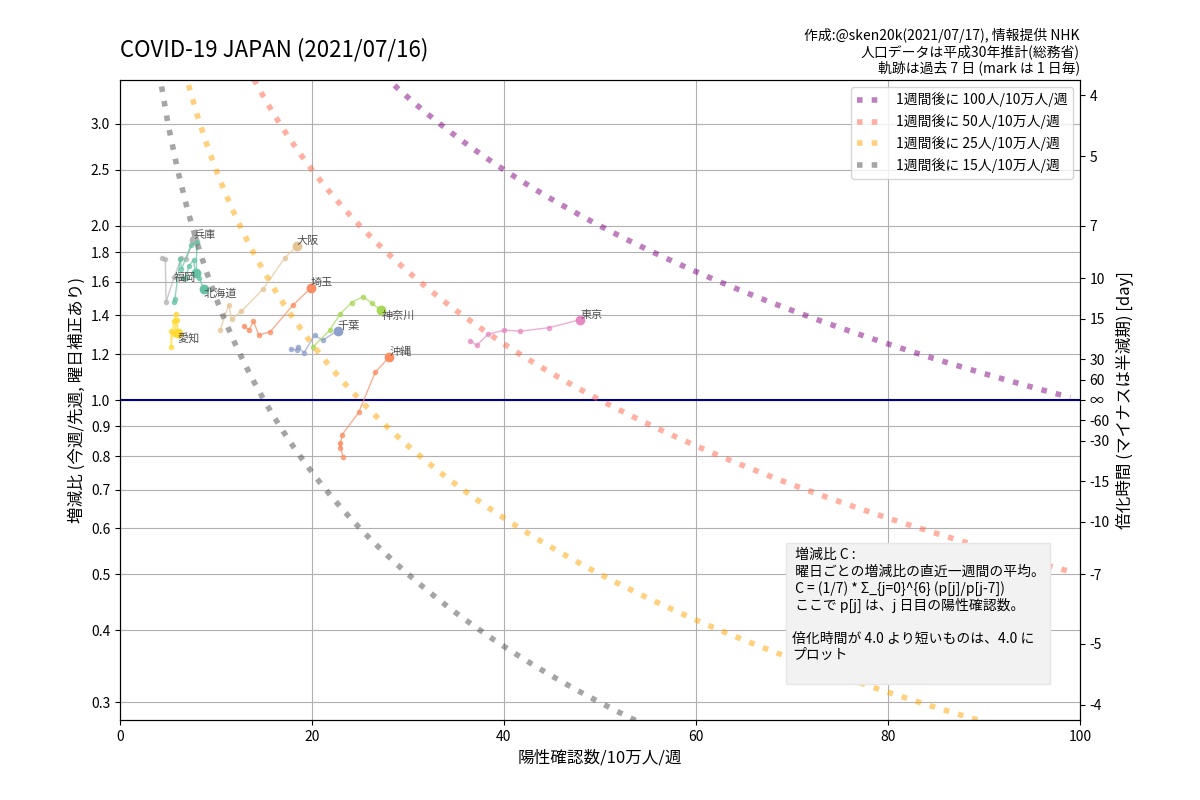 COVID-19 JAPAN (2021/07/16)
作成:@sken20k(2021/07/17), 情報提供 NHK
人口データは平成30年推計(総務省)
軌跡は過去 7 日 (mark は 1 日毎)
1週間後に 100人/10万人/週
1週間後に 50人/10万人/週
1週間後に 25人/10万人/週
1週間後に 15人/10万人/週
増減比 (今週/先週, 曜日補正あり)
3.0
2.5
2.0
1.8
1.6
1.4
1.2
1.0
0.9
0.8
0.7
0.6
0.5
0.4
0.3
兵庫
大阪
福岡
埼玉
北海道
神奈川
東京
千葉
愛知
沖縄
4
5
7
10
15
30
60
∞
-60
-30
-15
-10
-7
-5
-4
倍化時間 (マイナスは半減期) [day]
増減比 C :
曜日ごとの増減比の直近一週間の平均。
C = (1/7) * Σ_{j=0}^{6} (p[j]/p[j-7])
ここで p[j] は、j 日目の陽性確認数。
倍化時間が 4.0 より短いものは、4.0 に
プロット
0
20
40
60
80
100
陽性確認数/10万人/週